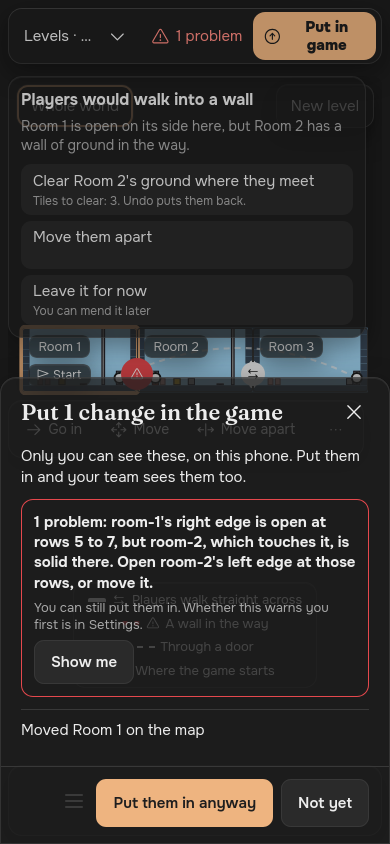 Levels · ...
1 problem
Put in
game
Players would walk into a wall
Whole world
New level
Room 1 is open on its side here, but Room 2 has a
wall of ground in the way.
Clear Room 2's ground where they meet
Tiles to clear: 3. Undo puts them back.
Move them apart
Leave it for now
You can mend it later
Room 1
Room 2
Room 3
Start
Put 1 change in the game
Go in
Move
Move apart
...
Only you can see these, on this phone. Put them
in and your team sees them too.
1 problem: room-1's right edge is open at
rows 5 to 7, but room-2, which touches it, is
solid there. Open room-2's left edge at those
rows, or move it.
Players walk straight across
You can still put them in. Whether this warns you
first is in Settings.
A wall in the way
Show me
Through a door
Where the game starts
Moved Room 1 on the map
Put them in anyway
Not yet